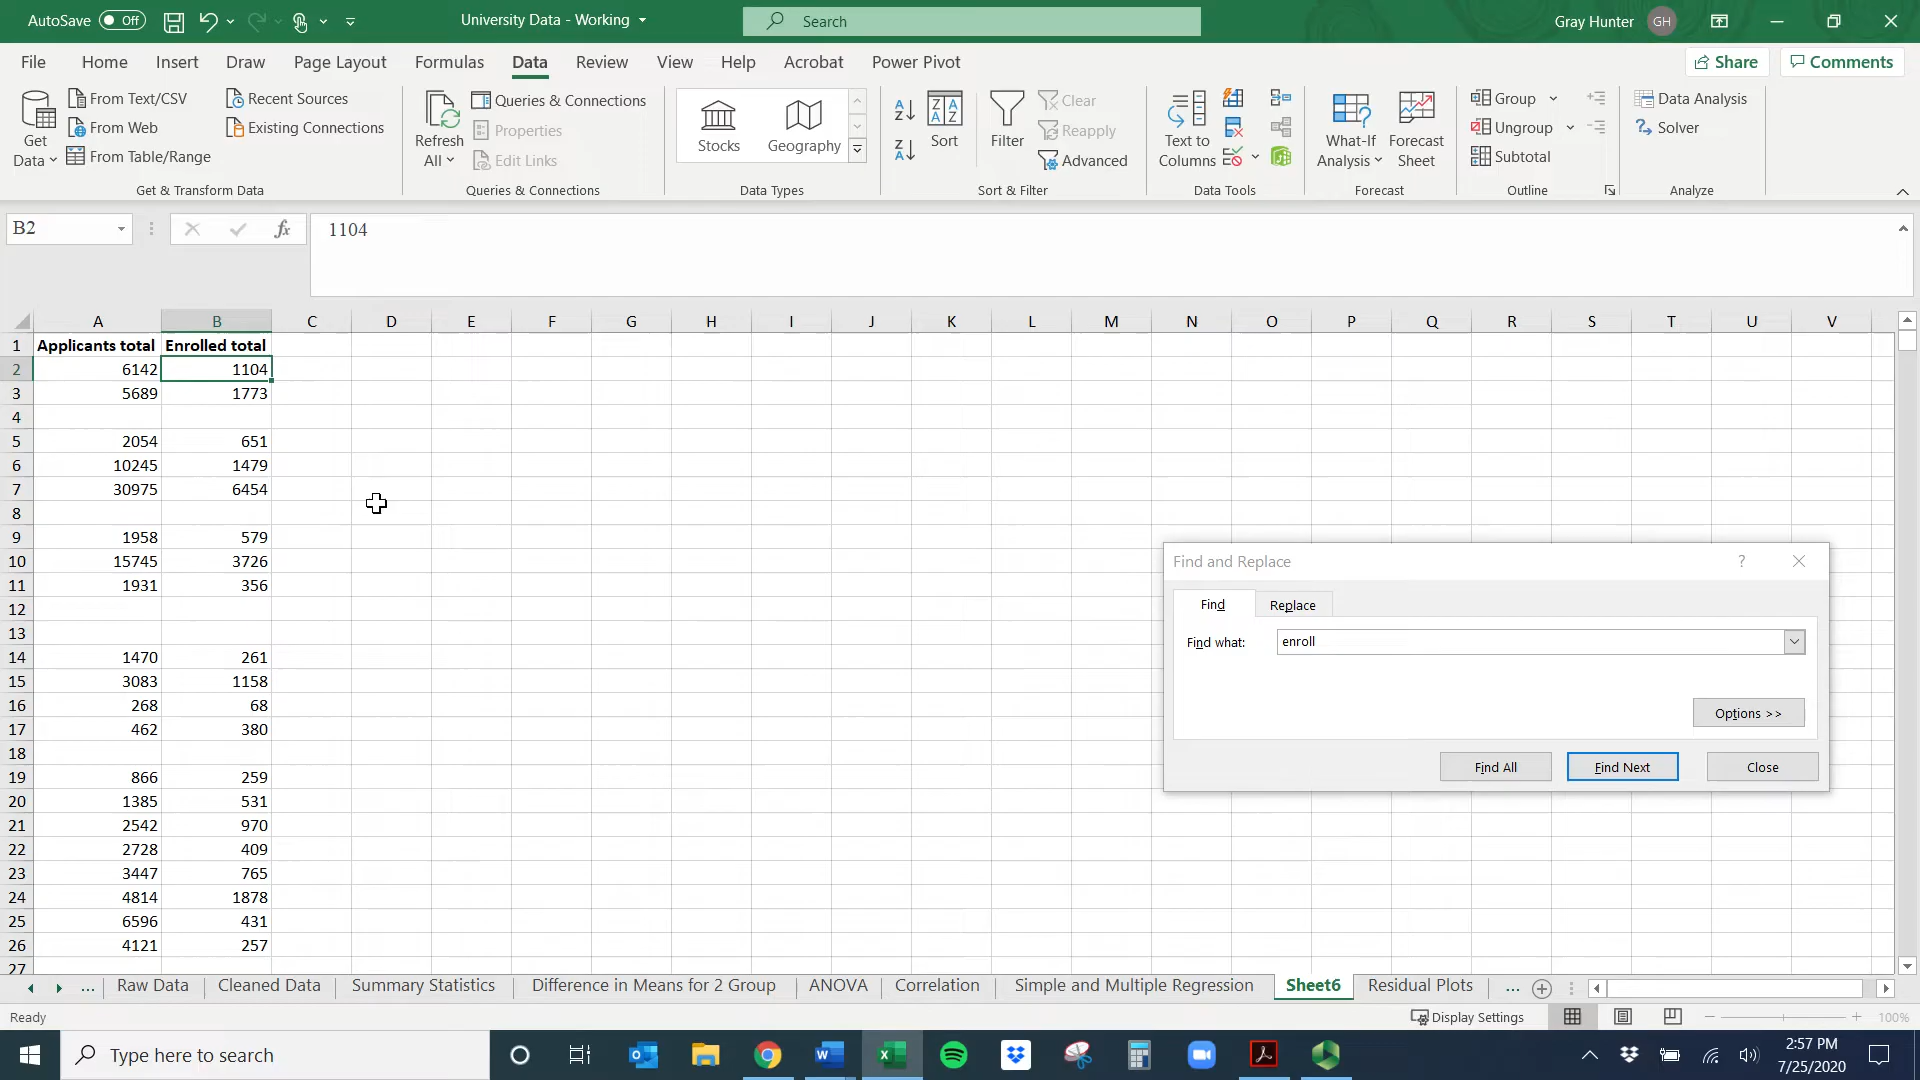 AutoSave Off University Data - Working Search Gray Hunter GH
File Home Insert Draw Page Layout Formulas Data Review View Help Acrobat Power Pivot Share Comments
Get Data
From Text/CSV
From Web
From Table/Range
Recent Sources
Existing Connections
Get & Transform Data
Refresh All
Queries & Connections
Properties
Edit Links
Queries & Connections
Stocks Geography
Data Types
Sort
Filter
Clear
Reapply
Advanced
Sort & Filter
Text to Columns
Data Tools
What-If Analysis
Forecast Sheet
Forecast
Group
Ungroup
Subtotal
Outline
Data Analysis
Solver
Analyze
B2 fx 1104
A B C D E F G H I J K L M N O P Q R S T U V
1 Applicants total Enrolled total
2 6142 1104
3 5689 1773
4
5 2054 651
6 10245 1479
7 30975 6454
8
9 1958 579
10 15745 3726
11 1931 356
12
13
14 1470 261
15 3083 1158
16 268 68
17 462 380
18
19 866 259
20 1385 531
21 2542 970
22 2728 409
23 3447 765
24 4814 1878
25 6596 431
26 4121 257
27
Find and Replace ?
Find Replace
Find what: enroll
Options >>
Find All Find Next Close
... Raw Data Cleaned Data Summary Statistics Difference in Means for 2 Group ANOVA Correlation Simple and Multiple Regression Sheet6 Residual Plots ...
Ready Display Settings 100%
Type here to search
2:57 PM
7/25/2020